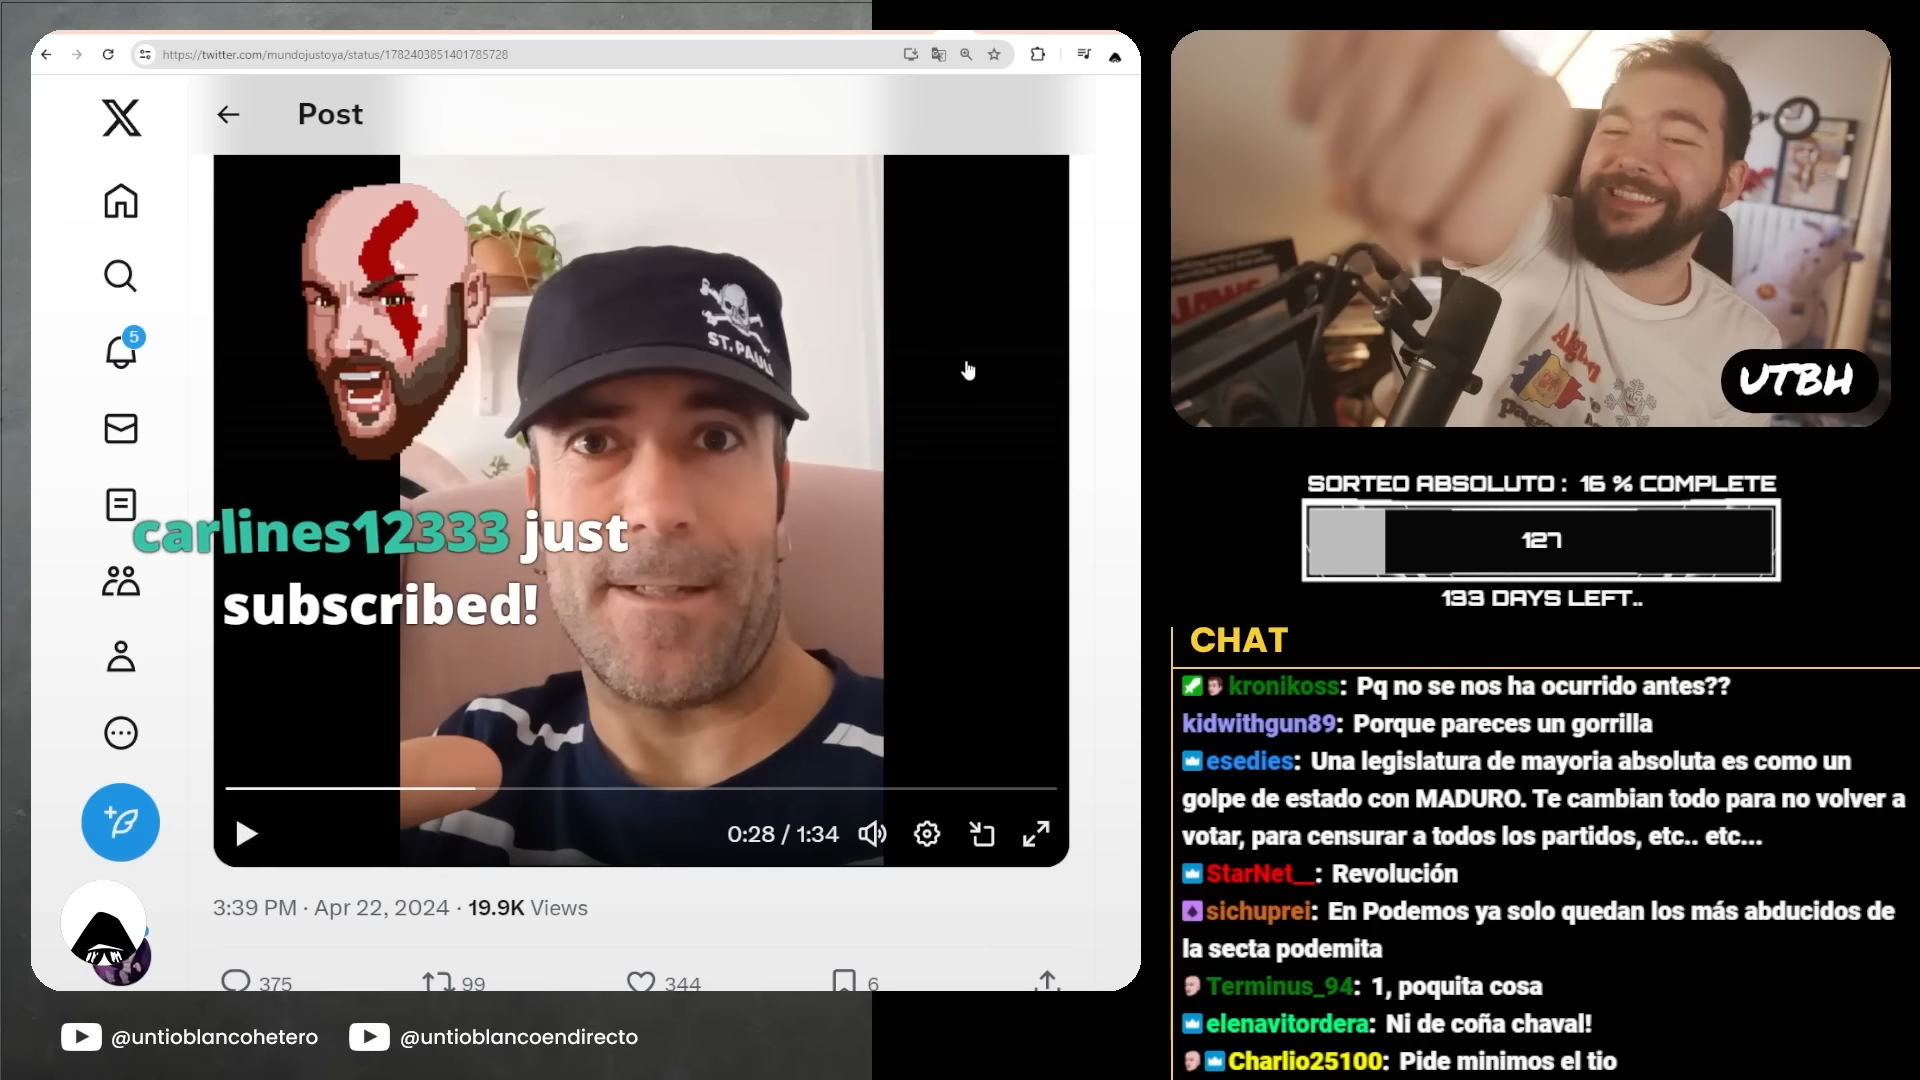 https://twitter.com/mundojustoya/status/1782403851401785728
Post
5
ST. PAULI
carlines12333 just
subscribed!
0:28 / 1:34
3:39 PM · Apr 22, 2024 · 19.9K Views
375
99
344
6
@untioblancohetero
@untioblancoendirecto
JAWS
Algun
UTBH
SORTEO ABSOLUTO : 16 % COMPLETE
127
133 DAYS LEFT..
CHAT
kronikoss: Pq no se nos ha ocurrido antes??
kidwithgun89: Porque pareces un gorrilla
esedies: Una legislatura de mayoria absoluta es como un
golpe de estado con MADURO. Te cambian todo para no volver a
votar, para censurar a todos los partidos, etc.. etc...
StarNet__: Revolución
sichuprei: En Podemos ya solo quedan los más abducidos de
la secta podemita
Terminus_94: 1, poquita cosa
elenavitordera: Ni de coña chaval!
Charlio25100: Pide minimos el tio